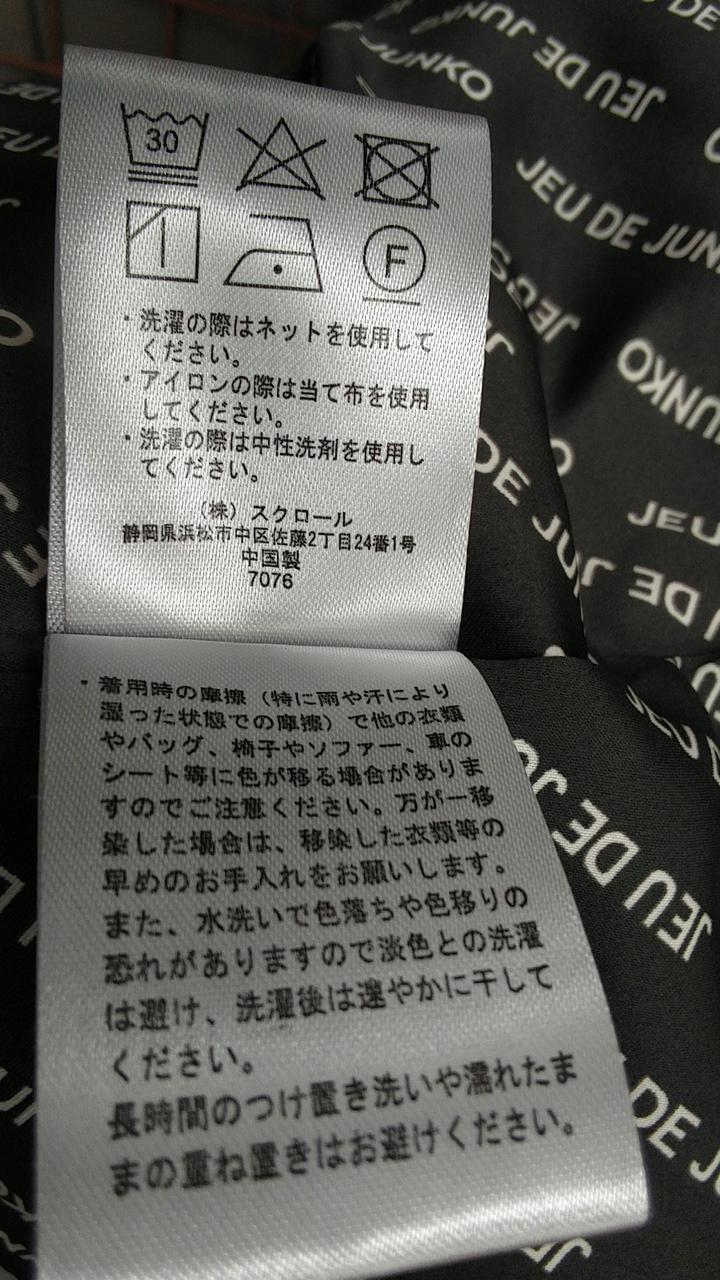 30
F
・洗濯の際はネットを使用して
ください。
・アイロンの際は当て布を使用
してください。
・洗濯の際は中性洗剤を使用し
てください。
(株) スクロール
静岡県浜松市中区佐藤2丁目24番1号
中国製
7076
・着用時の摩擦 (特に雨や汗により
湿った状態での摩擦) で他の衣類
やバッグ、椅子やソファー、車の
シート等に色が移る場合がありま
すのでご注意ください。万が一移
染した場合は、移染した衣類等の
早めのお手入れをお願いします。
また、水洗いで色落ちや色移りの
恐れがありますので淡色との洗濯
は避け、洗濯後は速やかに干して
ください。
長時間のつけ置き洗いや濡れたま
まの重ね置きはお避けください。
JUNKO
JEU DE JUNKO
JEU DE JUN
JUNKO
JEU
DE JU
JEU DE JU
DE J